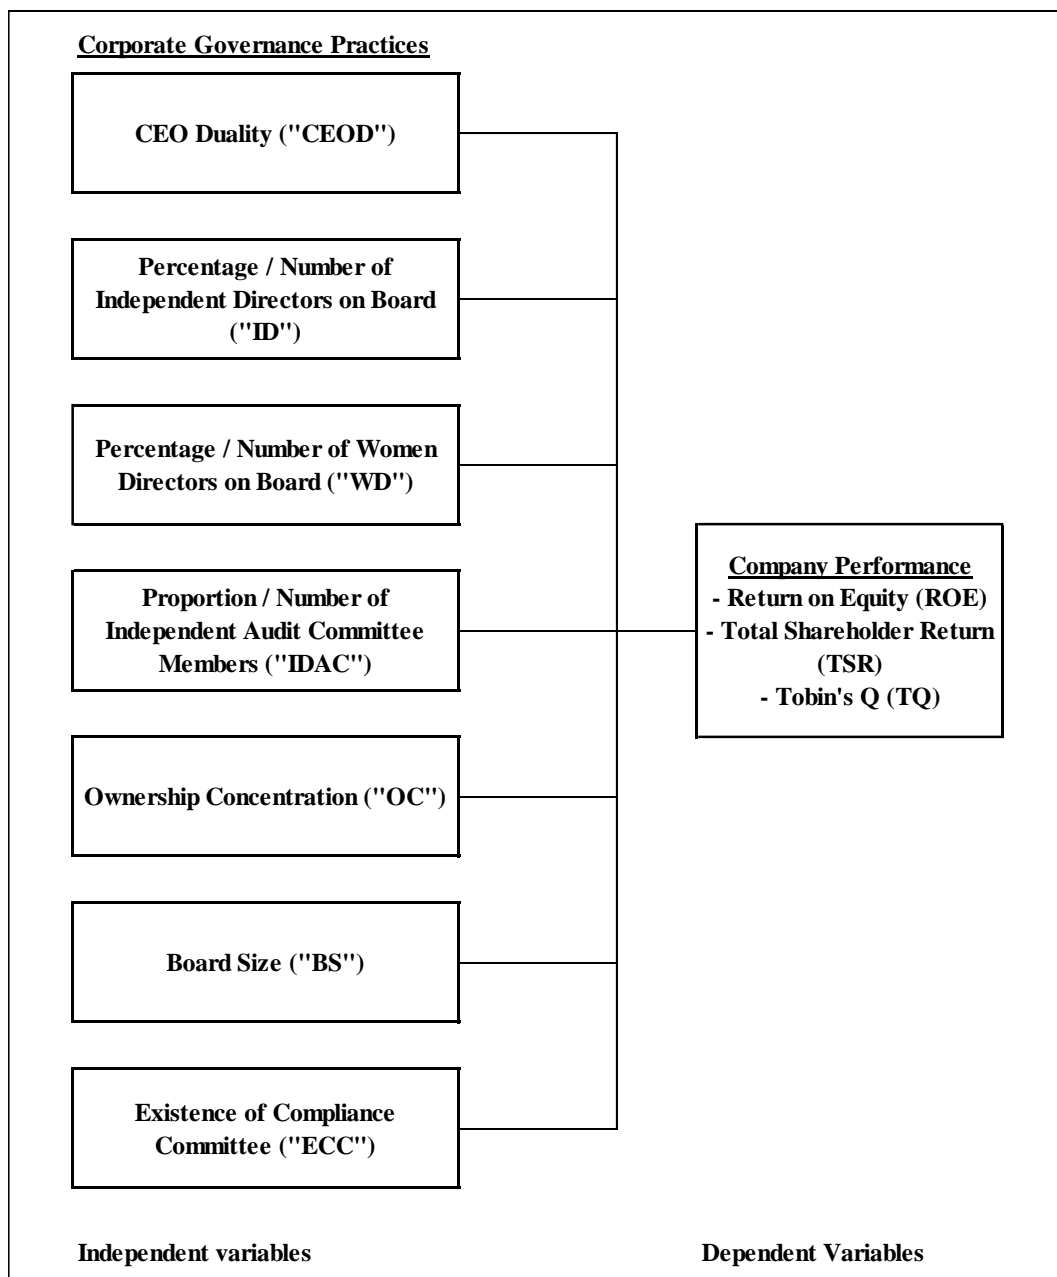 Corporate Governance Practices
CEO Duality ("CEOD")
Percentage / Number of
Independent Directors on Board
("ID")
Percentage / Number of Women
Directors on Board ("WD")
Proportion / Number of
Independent Audit Committee
Members ("IDAC")
Ownership Concentration ("OC")
Board Size ("BS")
Existence of Compliance
Committee ("ECC")
Company Performance
- Return on Equity (ROE)
- Total Shareholder Return
(TSR)
- Tobin's Q (TQ)
Independent variables
Dependent Variables